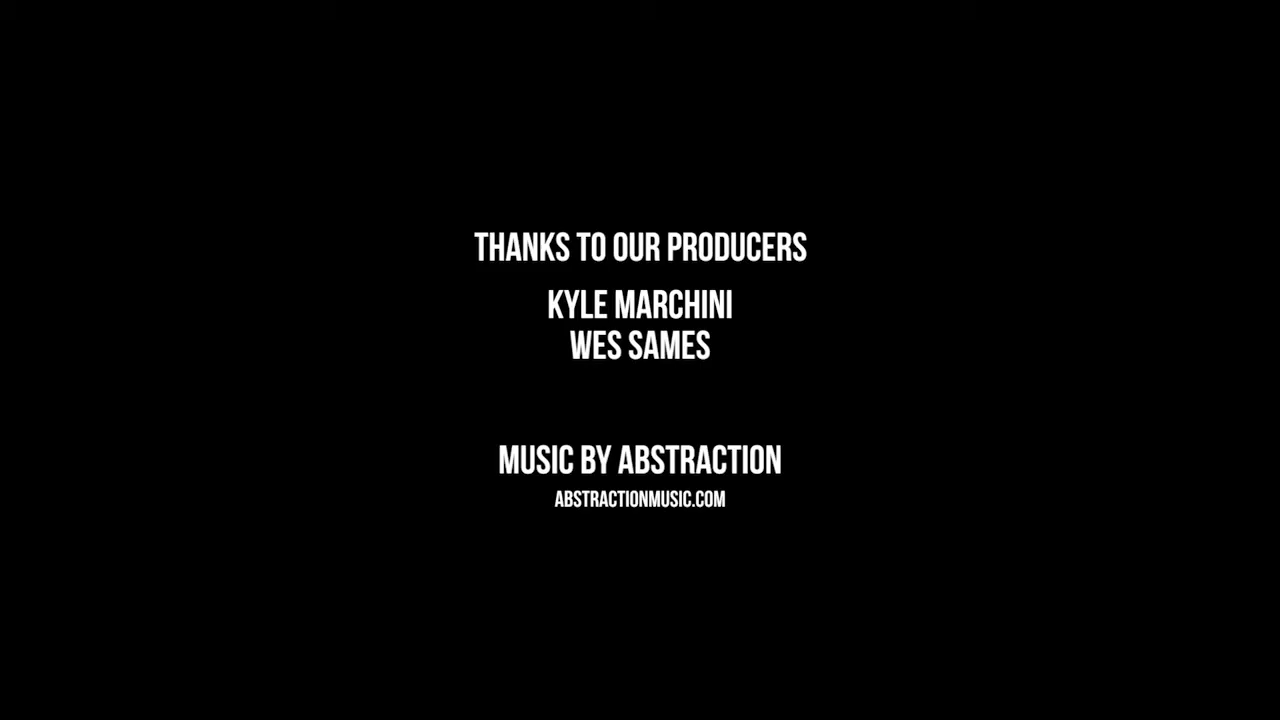 THANKS TO OUR PRODUCERS
KYLE MARCHINI
WES SAMES
MUSIC BY ABSTRACTION
ABSTRACTIONMUSIC.COM